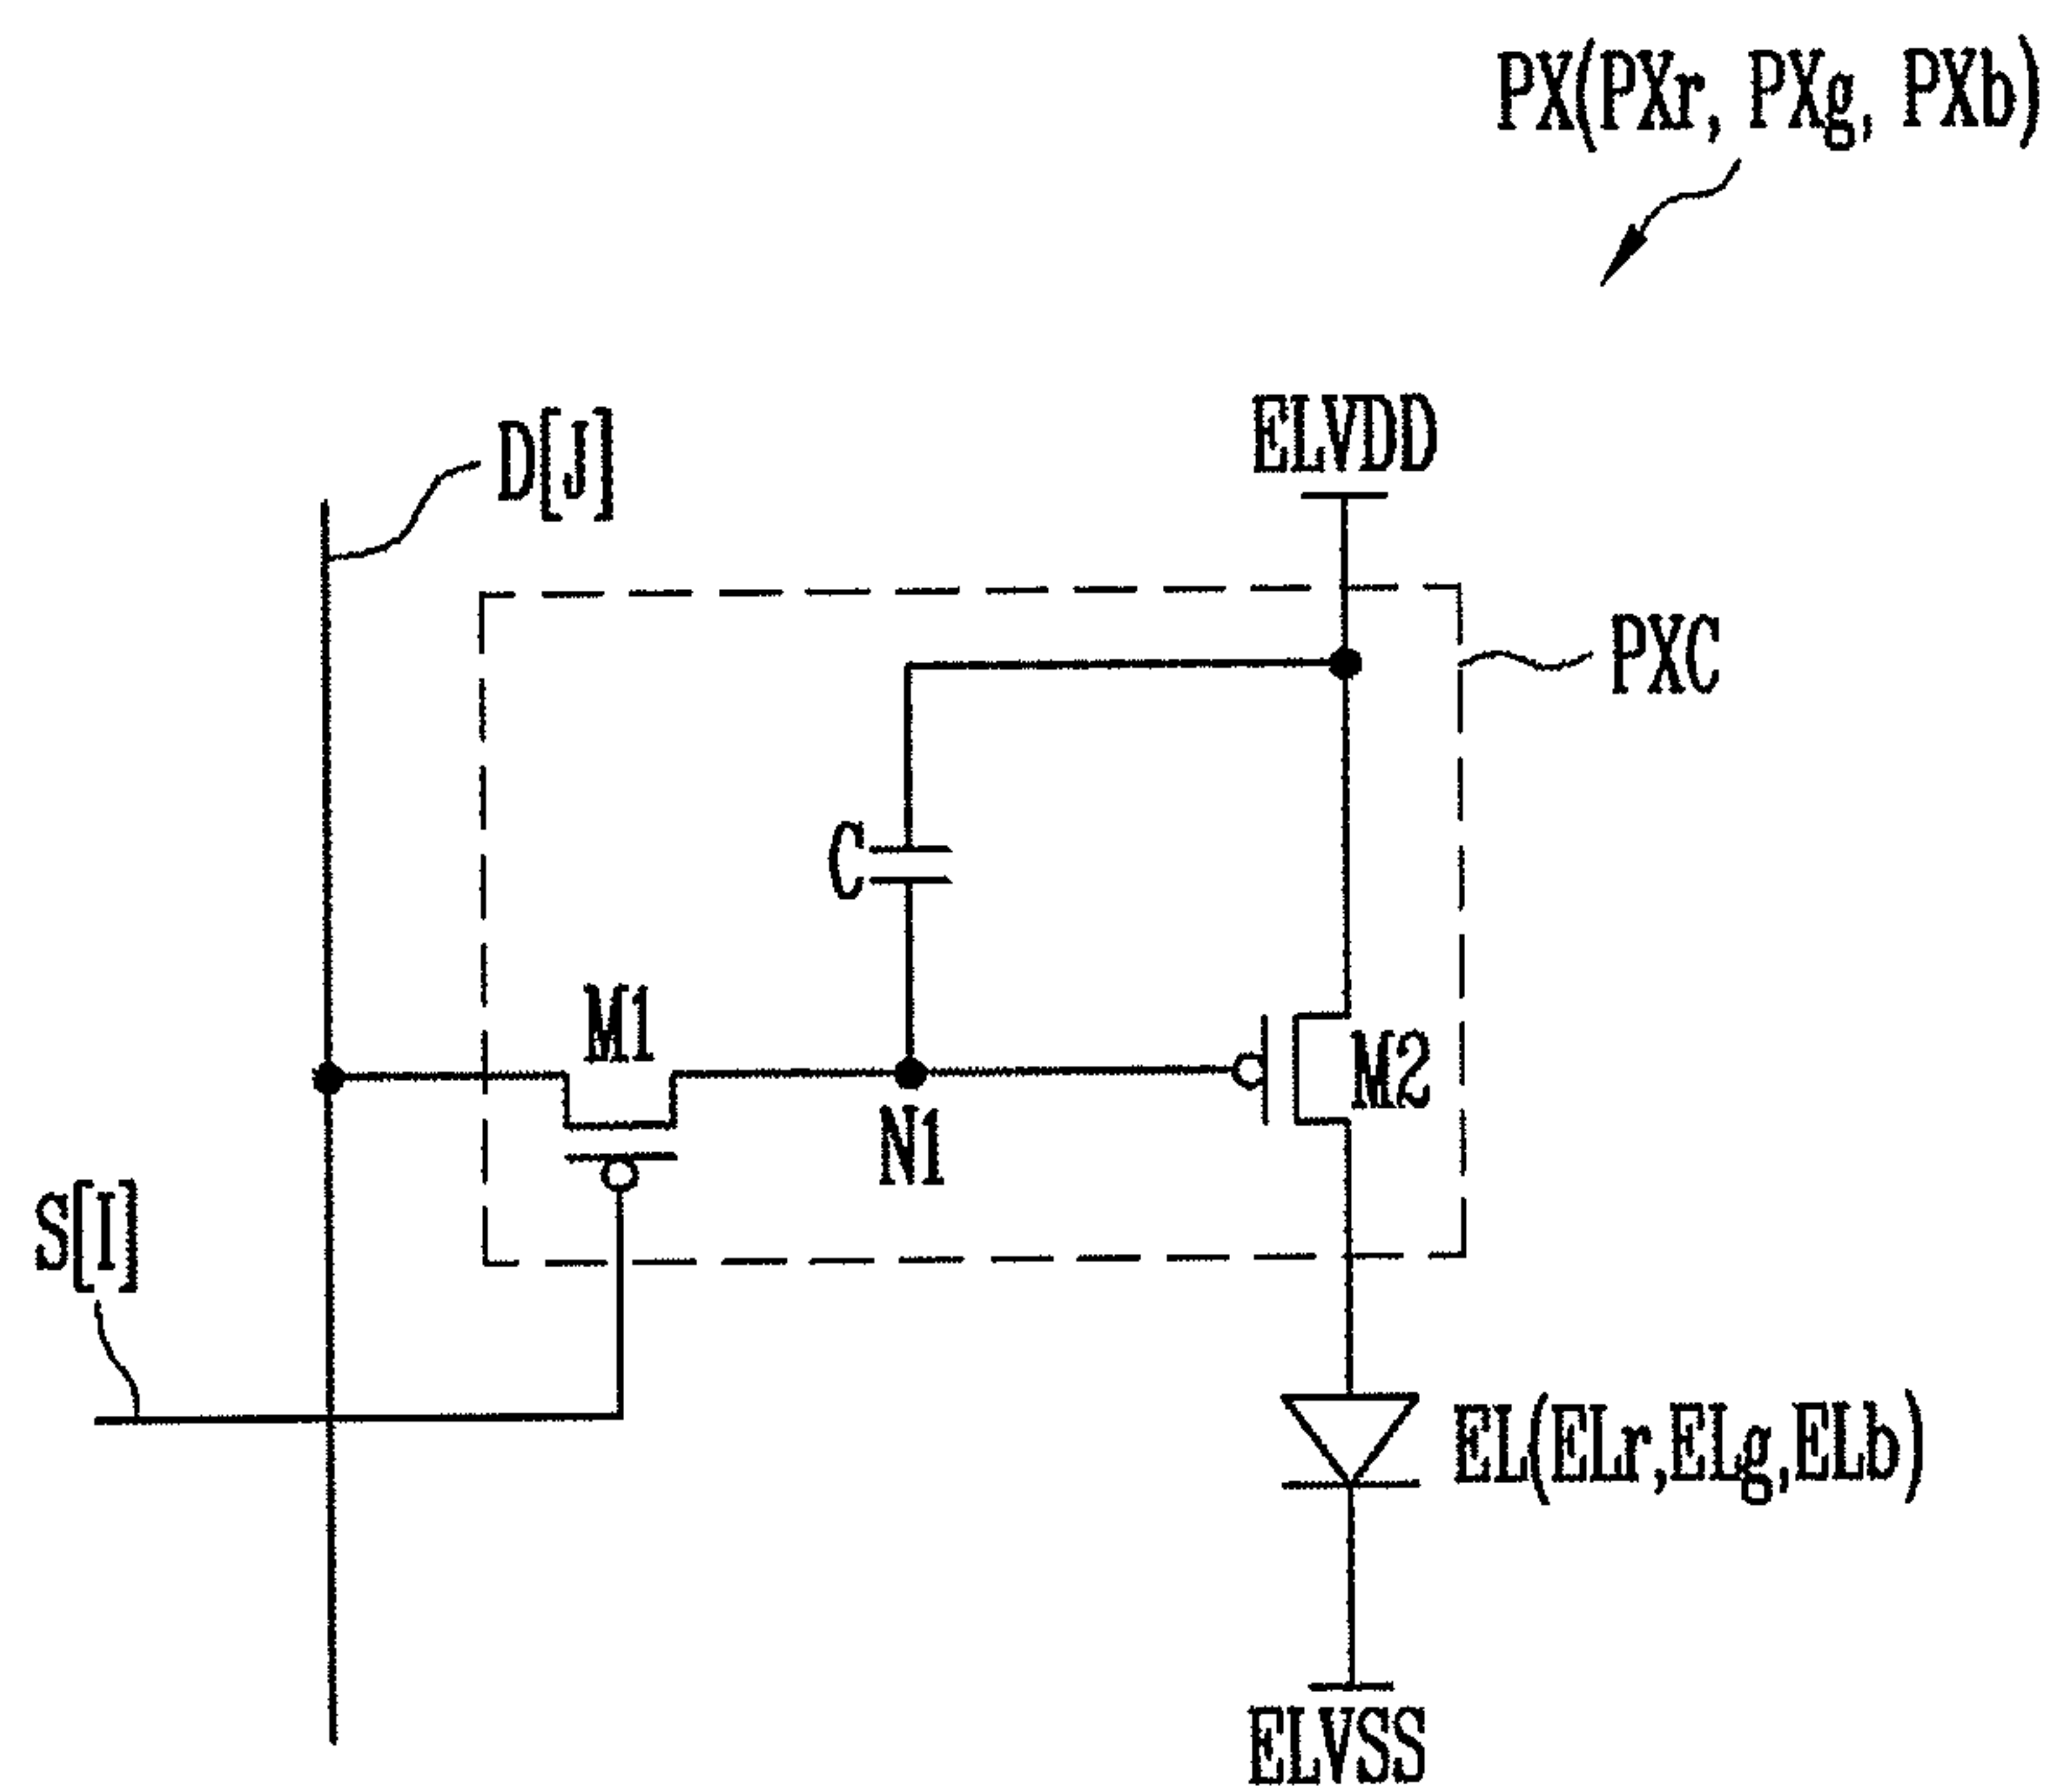 PX(PXr, PXg, PXb)
D[J]
ELVDD
PXC
C
M1
M2
N1
S[I]
EL(ELr,ELg,ELb)
ELVSS